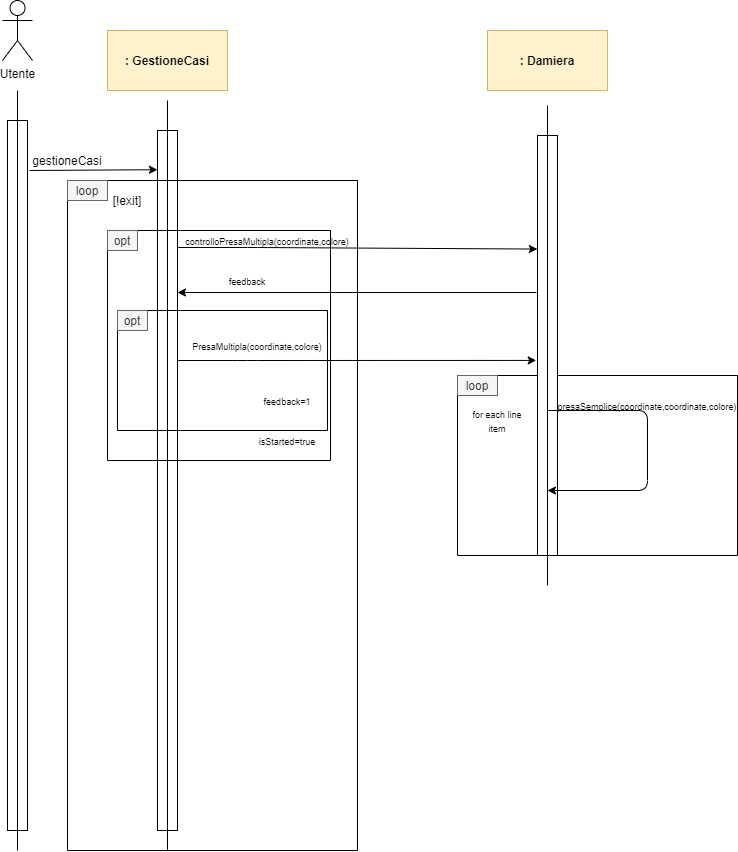 Utente
: GestioneCasi
: Damiera
gestioneCasi
loop
[!exit]
opt
controlloPresaMultipla(coordinate,colore)
feedback
opt
PresaMultipla(coordinate,colore)
loop
feedback=1
presaSemplice(coordinate,coordinate,colore)
for each line
item
isStarted=true